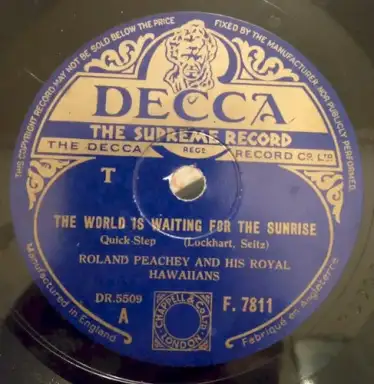 THIS COPYRIGHT RECORD MAY NOT BE SOLD BELOW THE PRICE FIXED BY THE MANUFACTURER NOR PUBLICLY PERFORMED.
DECCA
THE SUPREME RECORD
THE DECCA REGD RECORD CO. LTD.
T
THE WORLD IS WAITING FOR THE SUNRISE
Quick-Step (Lockhart, Seitz)
ROLAND PEACHEY AND HIS ROYAL
HAWAIIANS
DR.5509 F. 7811
A
CHAPPELL & Co Ltd
LONDON
Manufactured in England
Fabriqué en Angleterre